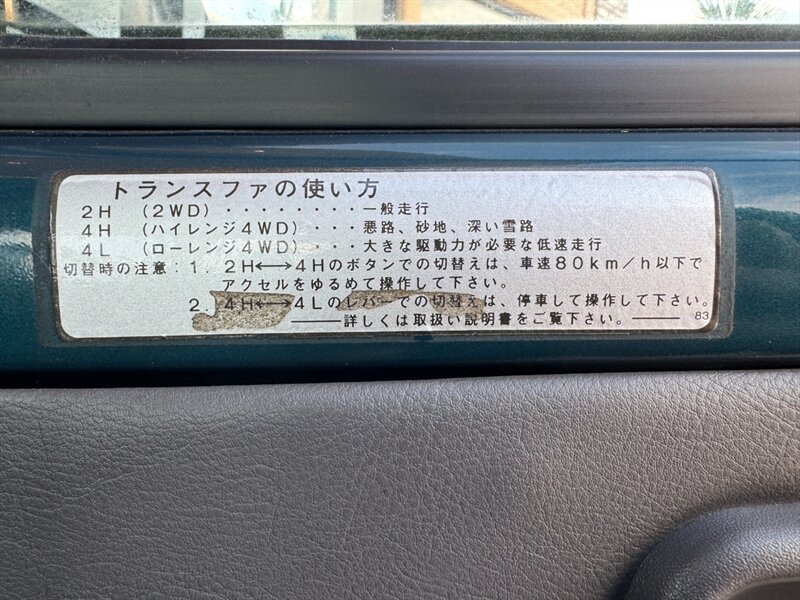 トランスファの使い方
2H (2WD)・・・・・・・・一般走行
4H (ハイレンジ4WD)・・・悪路、砂地、深い雪路
4L (ローレンジ4WD)・・・大きな駆動力が必要な低速走行
切替時の注意：1．2H←→4Hのボタンでの切替えは、車速80km/h以下で
アクセルをゆるめて操作して下さい。
2．4H←→4Lのレバーでの切替えは、停車して操作して下さい。
――詳しくは取扱い説明書をご覧下さい。―― 83